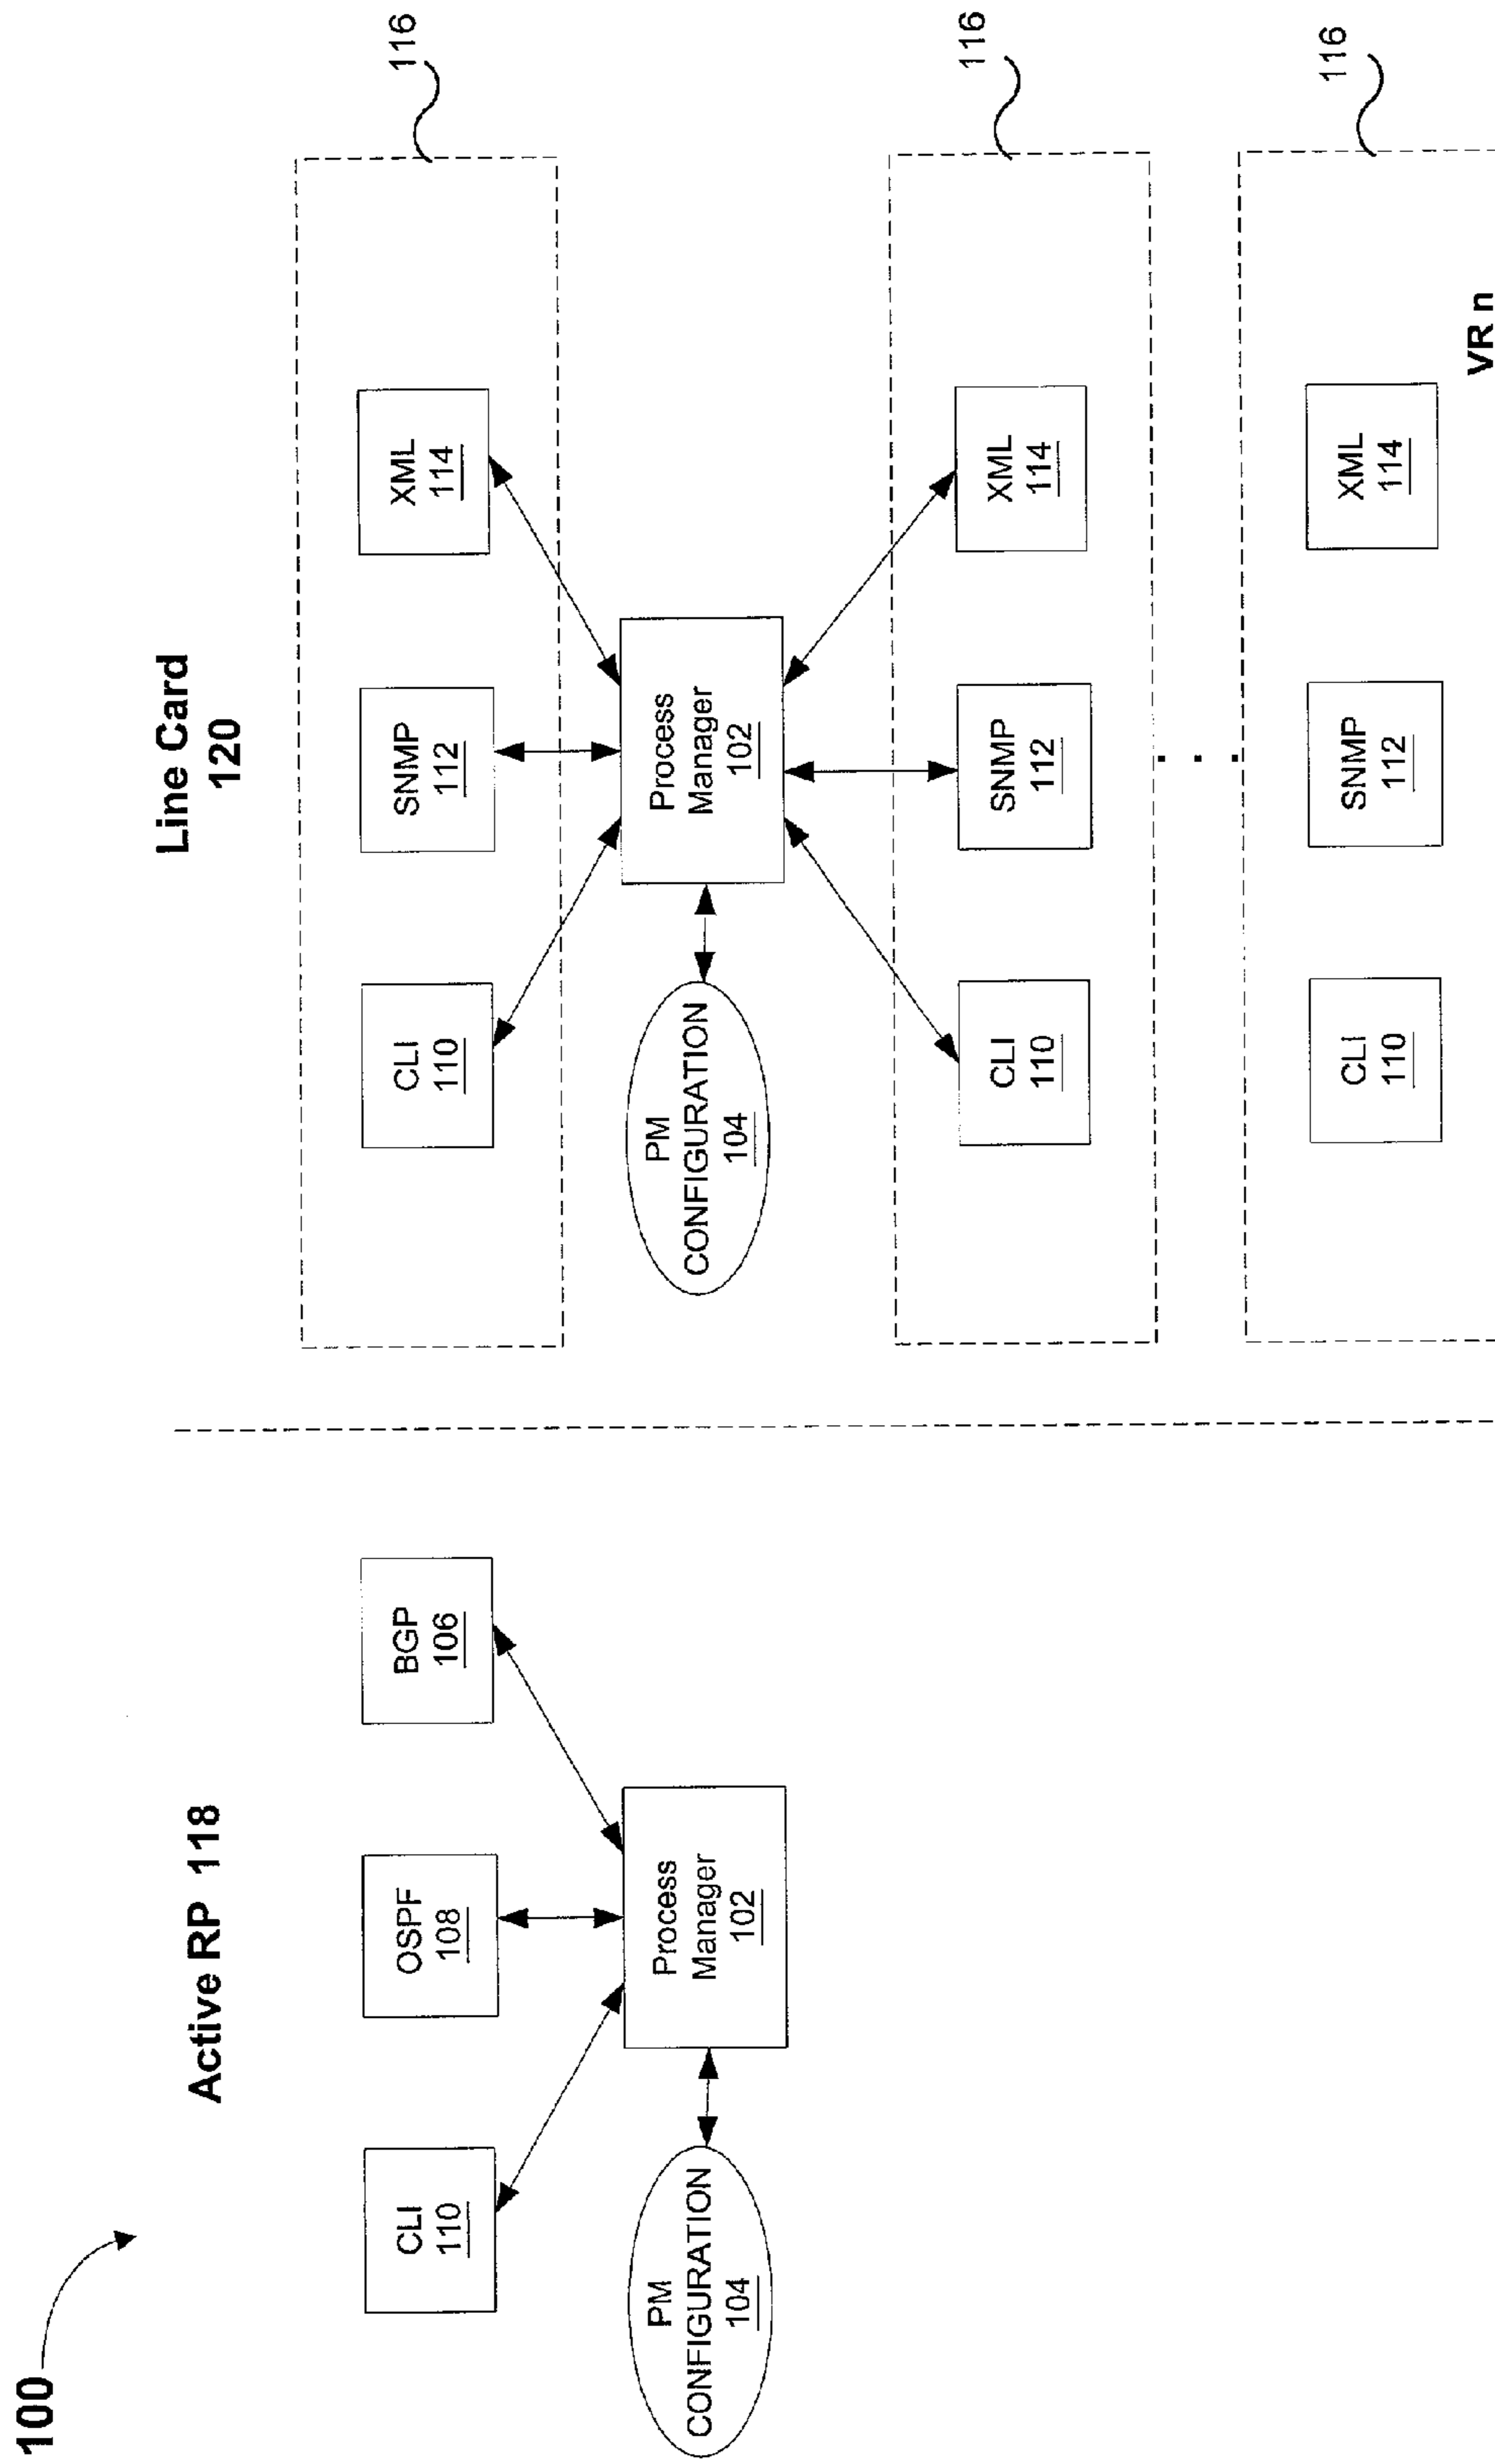 100
Active RP 118
CLI
110
OSPF
108
BGP
106
PM
CONFIGURATION
104
Process
Manager
102
Line Card
120
116
CLI
110
SNMP
112
XML
114
PM
CONFIGURATION
104
Process
Manager
102
116
CLI
110
SNMP
112
XML
114
. . .
116
CLI
110
SNMP
112
XML
114
VR n